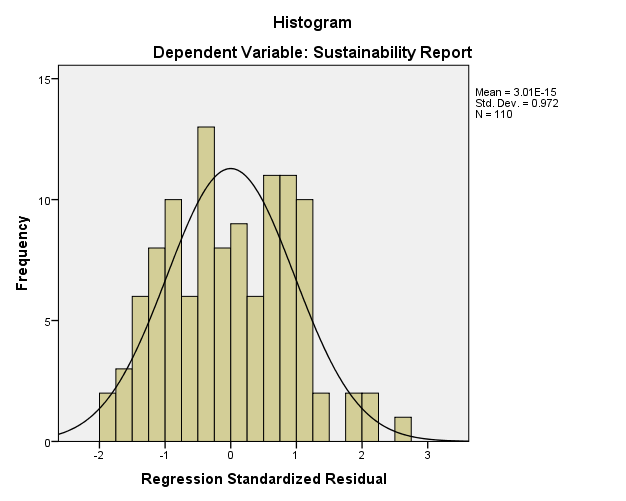 Histogram
Dependent Variable: Sustainability Report
Mean = 3.01E-15
Std. Dev. = 0.972
N = 110
Frequency
15
10
5
0
-2 -1 0 1 2 3
Regression Standardized Residual